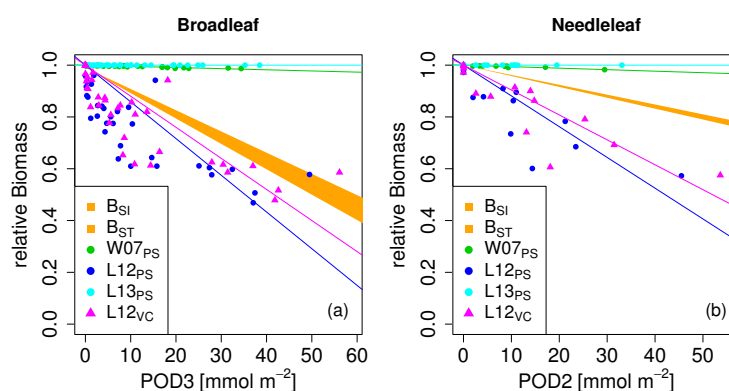 Broadleaf
relative Biomass
1.0
0.8
0.6
0.4
0.2
0.0
B_SI
B_ST
W07_PS
L12_PS
L13_PS
L12_VC
(a)
0 10 20 30 40 50 60
POD3 [mmol m⁻²]
Needleleaf
relative Biomass
1.0
0.8
0.6
0.4
0.2
0.0
B_SI
B_ST
W07_PS
L12_PS
L13_PS
L12_VC
(b)
0 10 20 30 40 50
POD2 [mmol m⁻²]